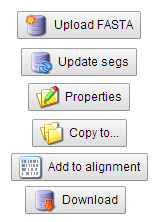 Upload FASTA
Update segs
Properties
Copy to...
Add to alignment
Download